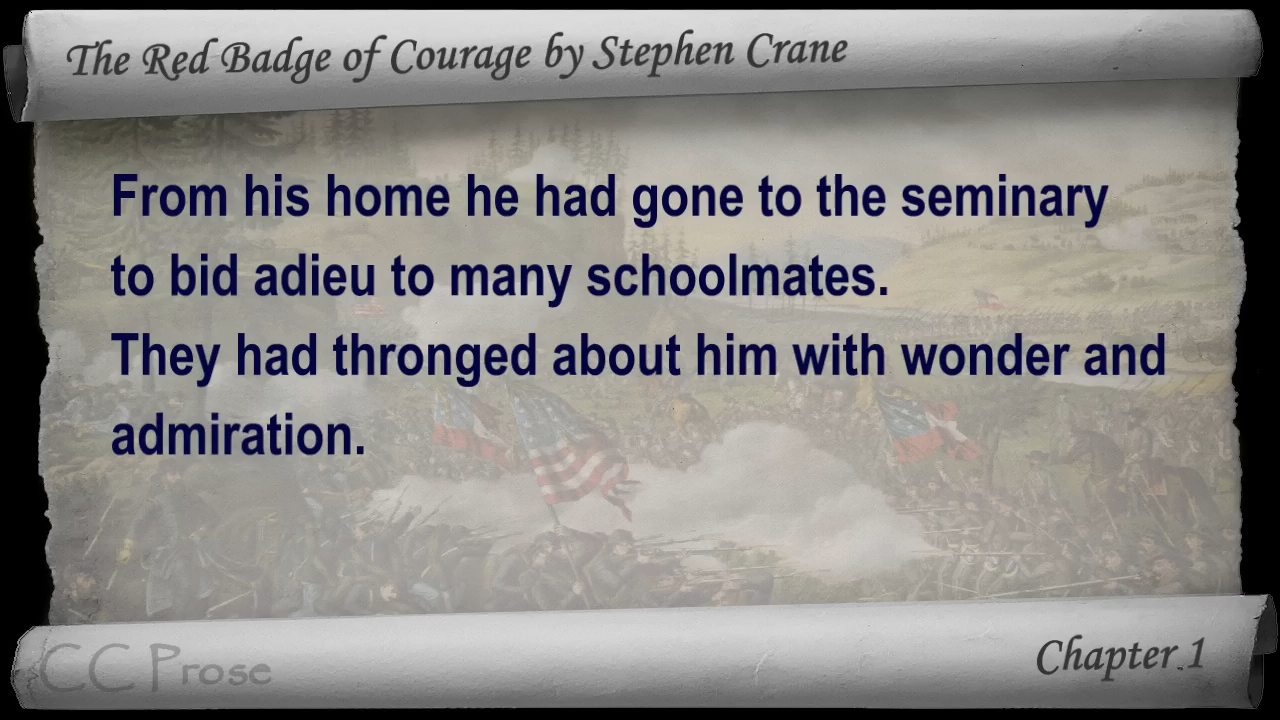 The Red Badge of Courage by Stephen Crane
From his home he had gone to the seminary
to bid adieu to many schoolmates.
They had thronged about him with wonder and
admiration.
CC Prose
Chapter 1